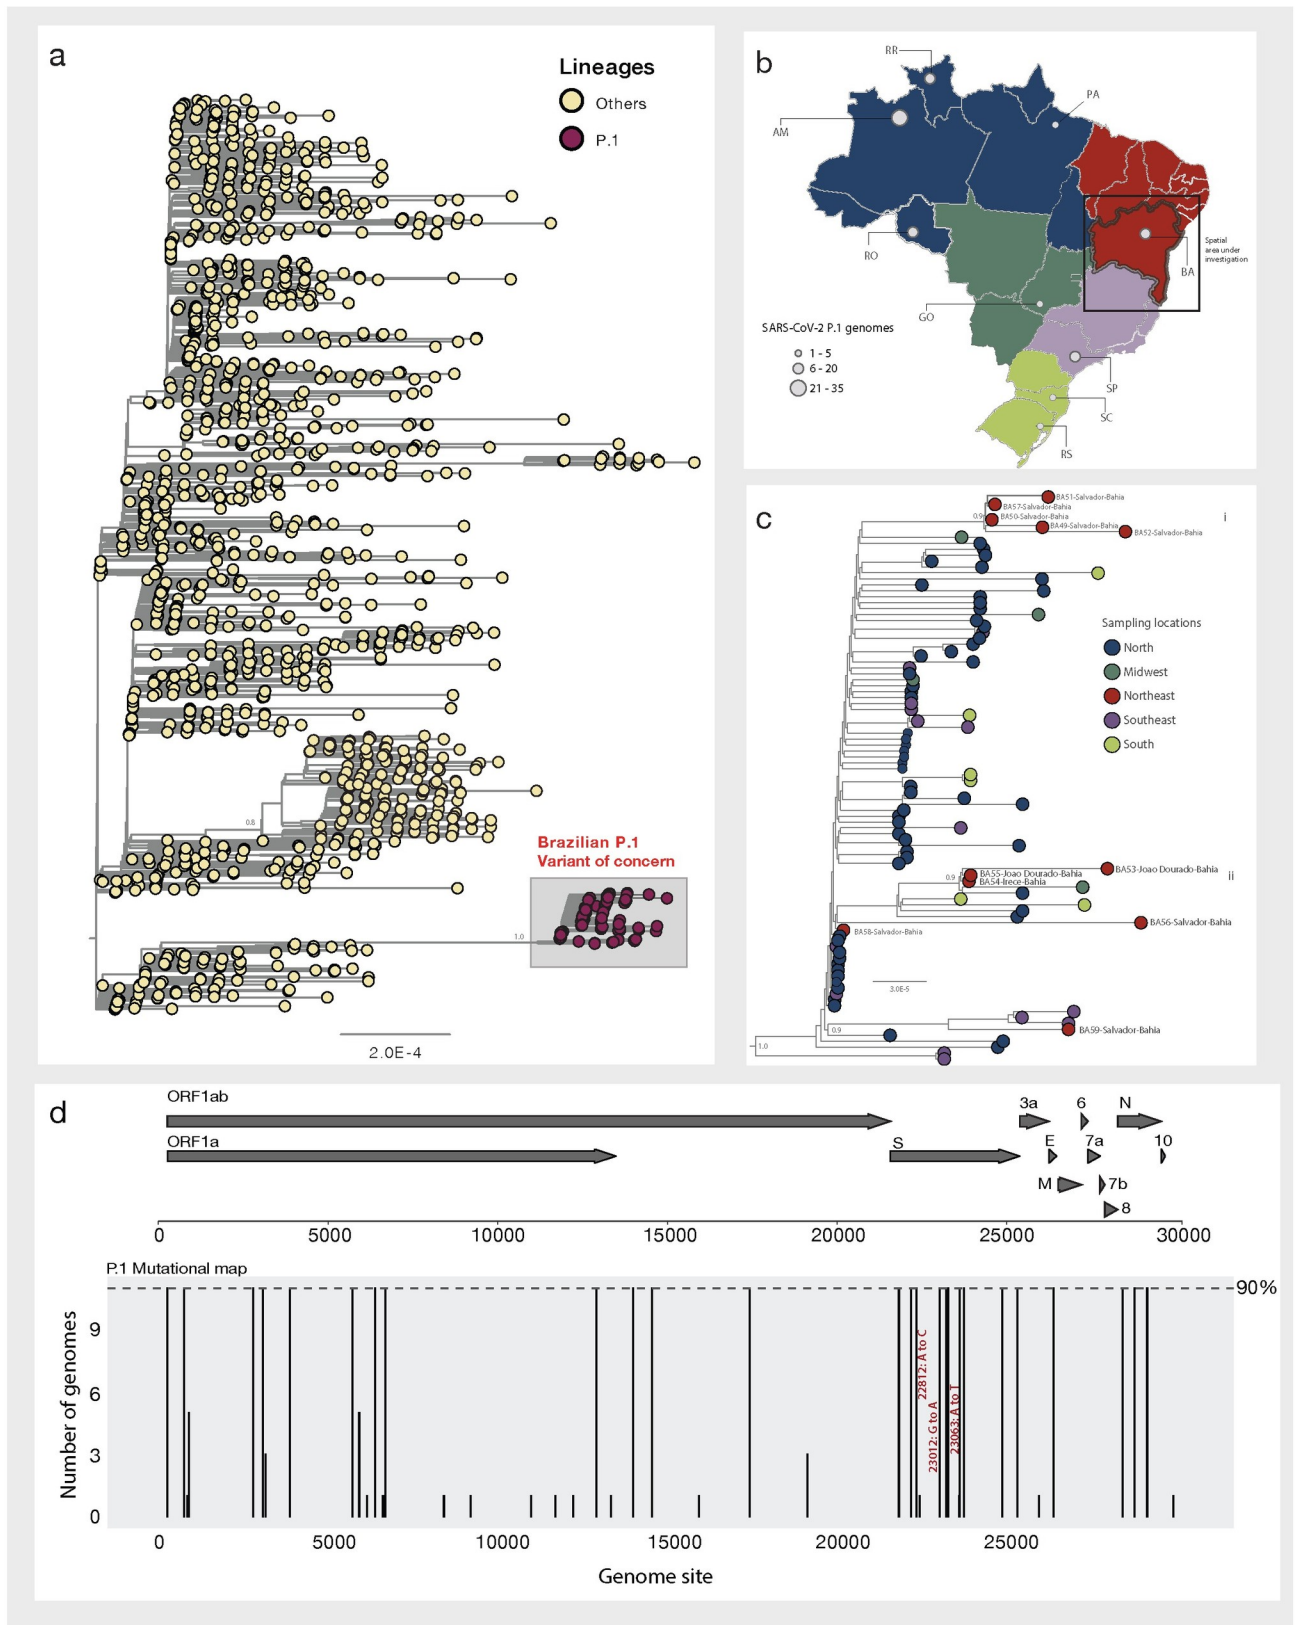 a
Lineages
Others
P.1
0.8
Brazilian P.1
Variant of concern
1.0
2.0E-4
b
RR
PA
AM
RO
BA
Spatial
area under
investigation
GO
SARS-CoV-2 P.1 genomes
1 - 5
6 - 20
21 - 35
SP
SC
RS
c
BA51-Salvador-Bahia
BA57-Salvador-Bahia
0.9
BA50-Salvador-Bahia
BA49-Salvador-Bahia
BA52-Salvador-Bahia
i
Sampling locations
North
Midwest
Northeast
Southeast
South
BA53-Joao Dourado-Bahia
ii
0.9
BA55-Joao Dourado-Bahia
BA54-Irece-Bahia
BA56-Salvador-Bahia
BA58-Salvador-Bahia
3.0E-5
0.9
BA59-Salvador-Bahia
1.0
d
ORF1ab
3a 6 N
ORF1a
S E 7a 10
M 7b
8
0 5000 10000 15000 20000 25000 30000
P.1 Mutational map
90%
Number of genomes
9
6
3
0
22812: A to C
23012: G to A
23063: A to T
0 5000 10000 15000 20000 25000
Genome site